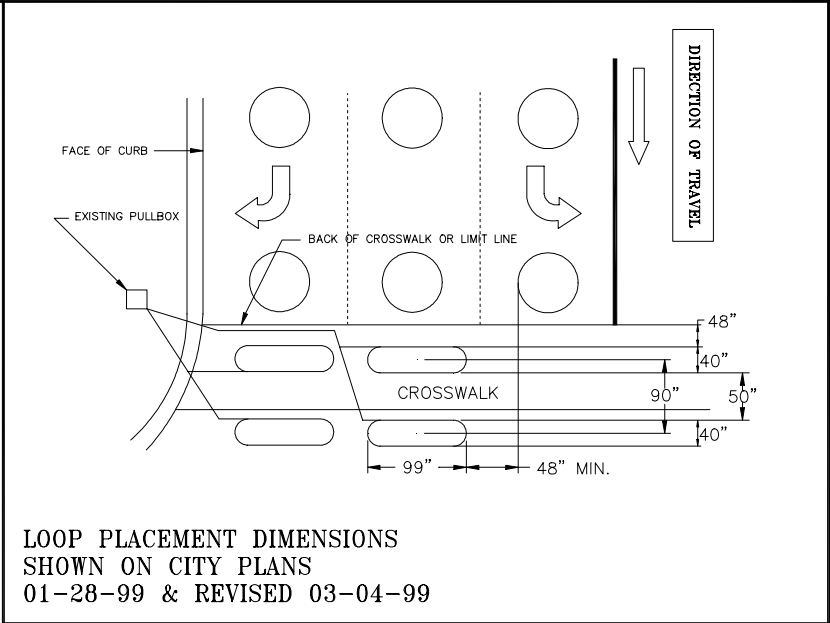 DIRECTION OF TRAVEL
FACE OF CURB
EXISTING PULLBOX
BACK OF CROSSWALK OR LIMIT LINE
48”
40”
CROSSWALK
90”
50”
40”
99”
48” MIN.
LOOP PLACEMENT DIMENSIONS
SHOWN ON CITY PLANS
01-28-99 & REVISED 03-04-99